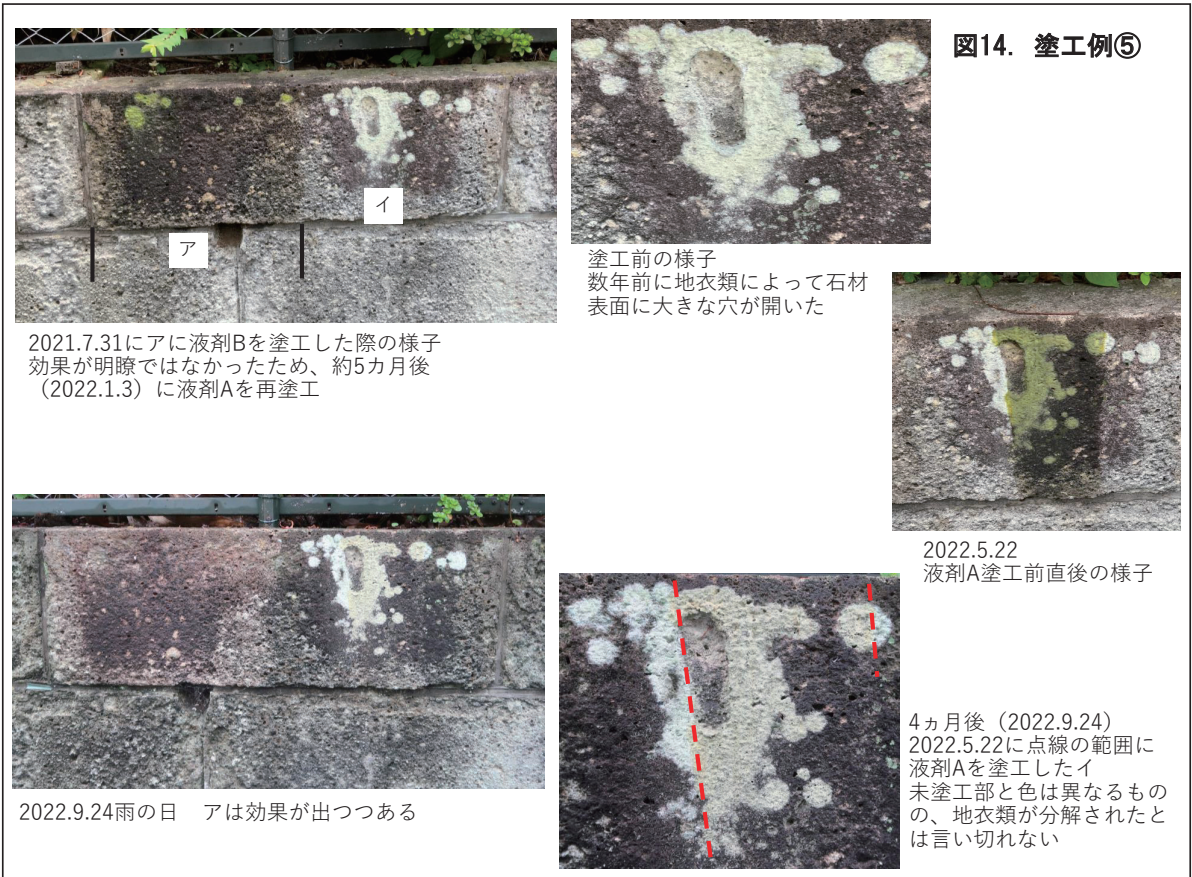 図14. 塗工例⑤
ア
イ
2021.7.31にアに液剤Bを塗工した際の様子
効果が明瞭ではなかったため、約5カ月後
（2022.1.3）に液剤Aを再塗工
塗工前の様子
数年前に地衣類によって石材
表面に大きな穴が開いた
2022.5.22
液剤A塗工前直後の様子
2022.9.24雨の日　アは効果が出つつある
4ヵ月後（2022.9.24）
2022.5.22に点線の範囲に
液剤Aを塗工したイ
未塗工部と色は異なるもの
の、地衣類が分解されたと
は言い切れない